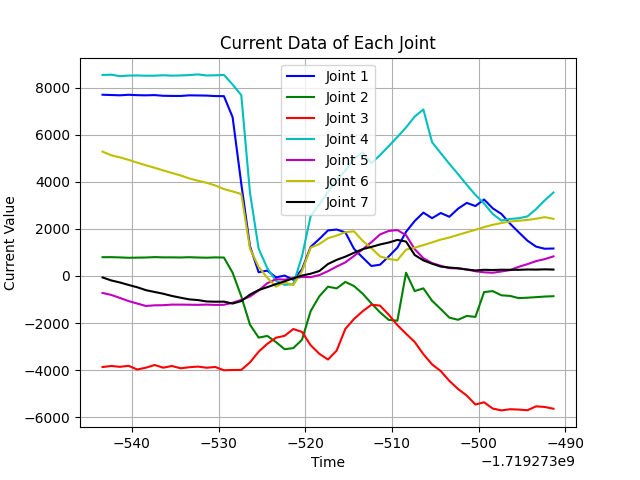 Current Data of Each Joint
Current Value
8000
6000
4000
2000
0
−2000
−4000
−6000
Joint 1
Joint 2
Joint 3
Joint 4
Joint 5
Joint 6
Joint 7
−540 −530 −520 −510 −500 −490
Time
−1.719273e9